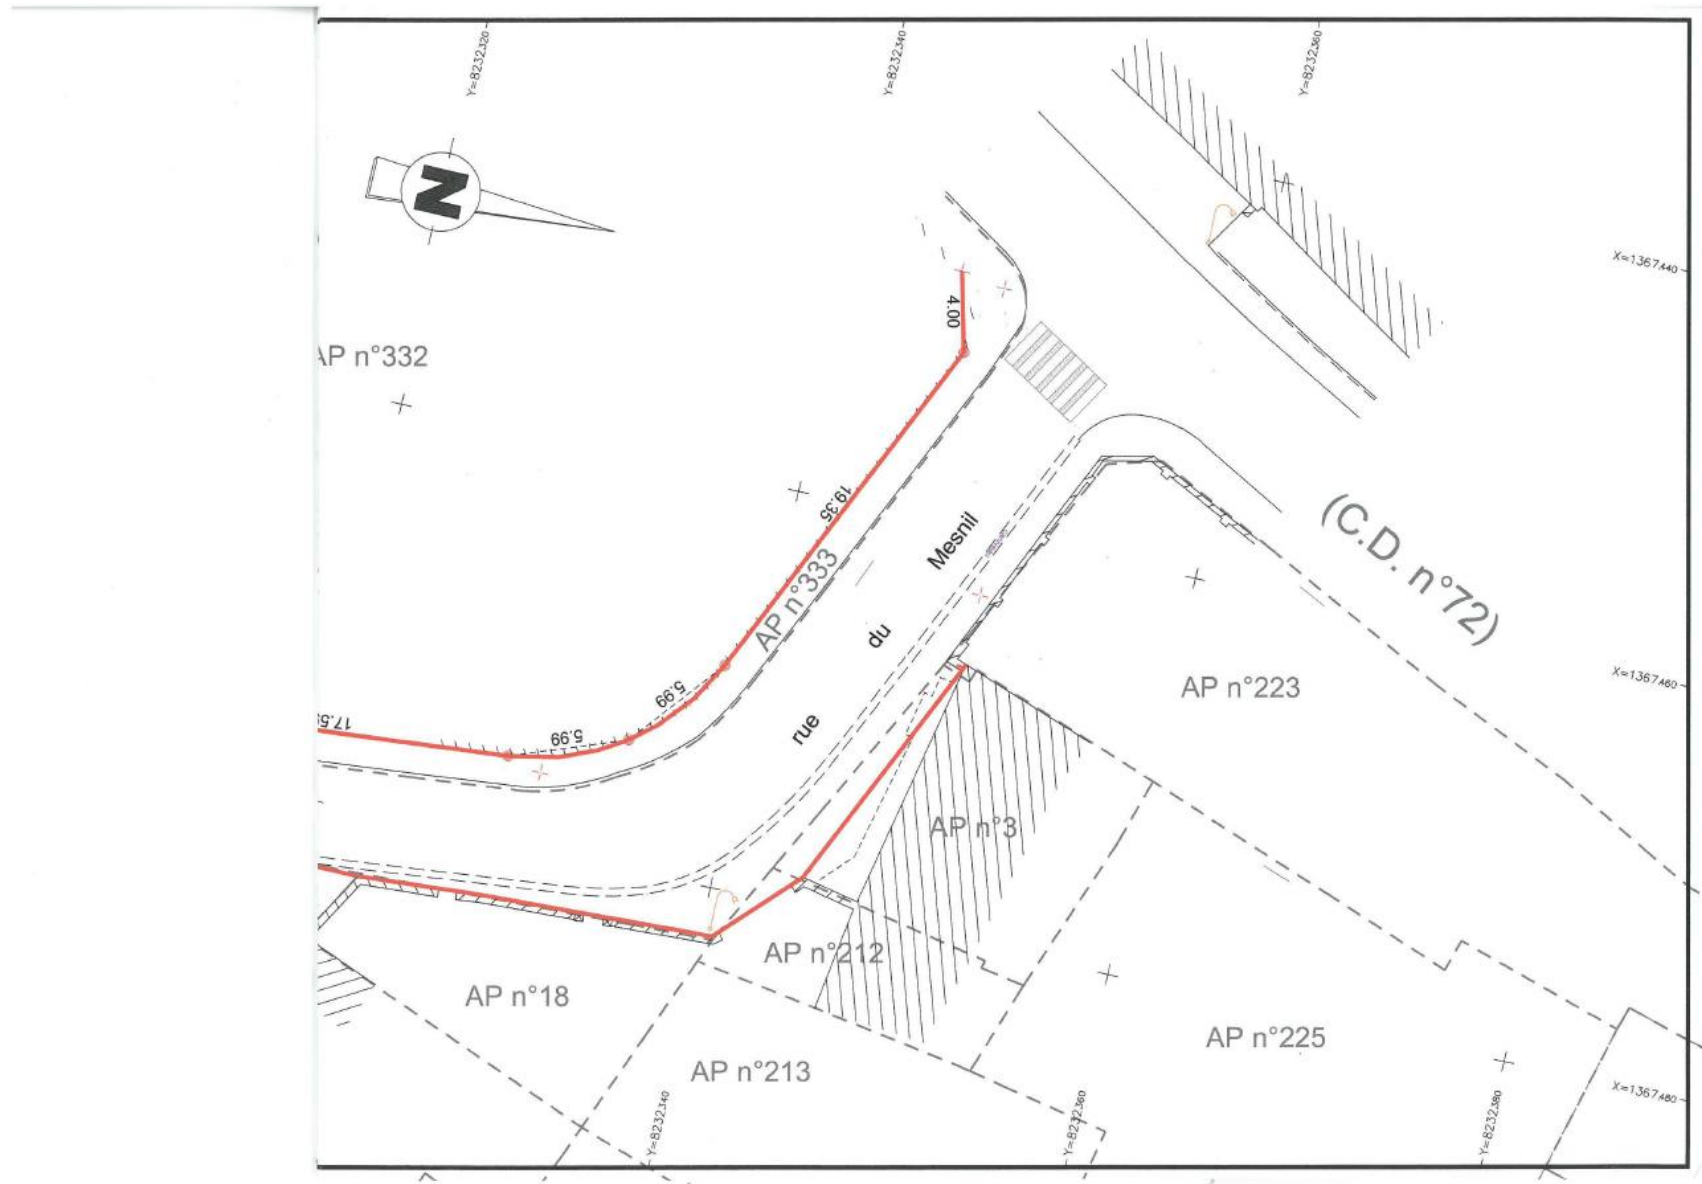 Y=8232320
Y=8232340
Y=8232360
N
X=1367440
4.00
AP n°332
19.35
AP n°333
Mesnil
du
rue
(C.D. n°72)
5.99
5.99
X=1367460
AP n°223
AP n°3
AP n°212
AP n°18
AP n°225
AP n°213
X=1367480
Y=8232340
Y=8232360
Y=8232380